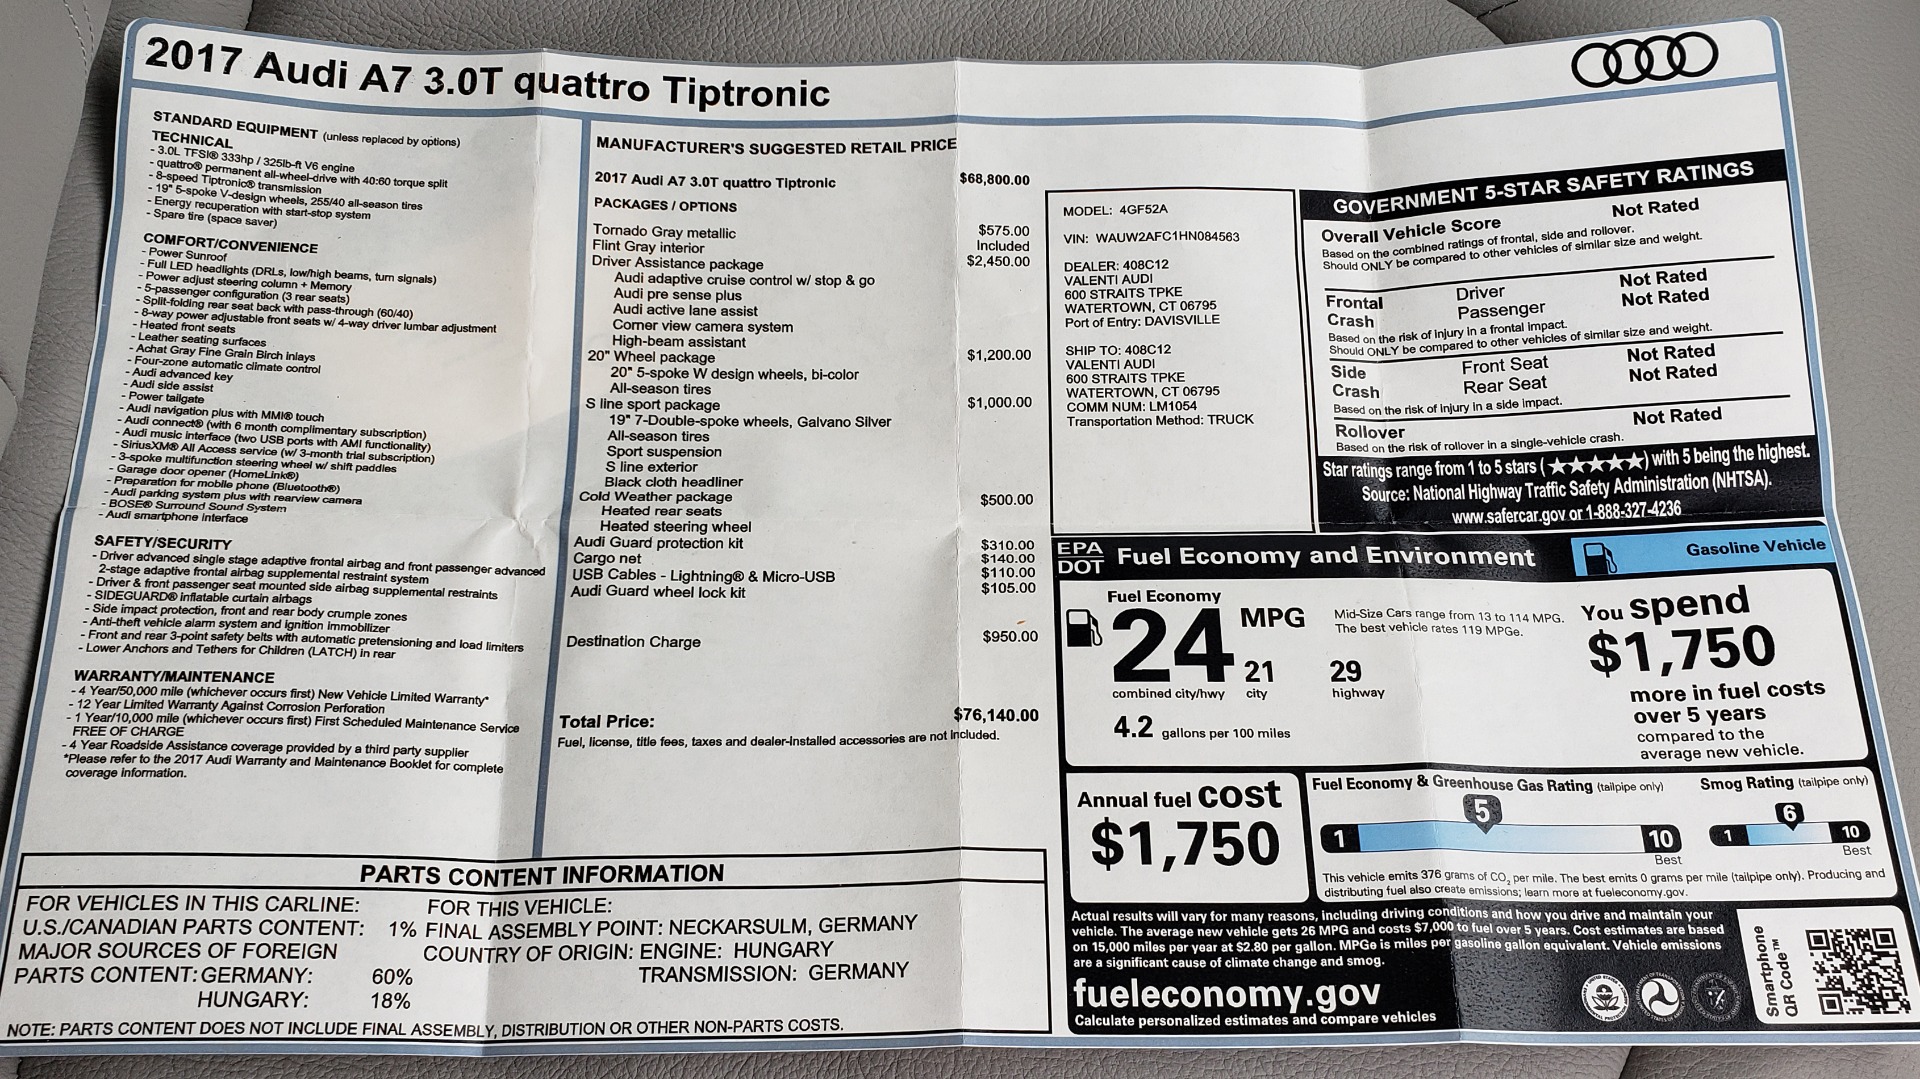 2017 Audi A7 3.0T quattro Tiptronic
STANDARD EQUIPMENT (unless replaced by options)
TECHNICAL
- 3.0L TFSI® 333hp / 325lb-ft V6 engine
- quattro® permanent all-wheel-drive with 40:60 torque split
- 8-speed Tiptronic® transmission
- 19" 5-spoke V-design wheels, 255/40 all-season tires
- Energy recuperation with start-stop system
- Spare tire (space saver)
COMFORT/CONVENIENCE
- Power Sunroof
- Full LED headlights (DRLs, low/high beams, turn signals)
- Power adjust steering column + Memory
- 5-passenger configuration (3 rear seats)
- Split-folding rear seat back with pass-through (60/40)
- 8-way power adjustable front seats w/ 4-way driver lumbar adjustment
- Heated front seats
- Leather seating surfaces
- Achat Gray Fine Grain Birch inlays
- Four-zone automatic climate control
- Audi advanced key
- Audi side assist
- Power tailgate
- Audi navigation plus with MMI® touch
- Audi connect® (with 6 month complimentary subscription)
- Audi music interface (two USB ports with AMI functionality)
- SiriusXM® All Access service (w/ 3-month trial subscription)
- 3-spoke multifunction steering wheel w/ shift paddles
- Garage door opener (HomeLink®)
- Preparation for mobile phone (Bluetooth®)
- Audi parking system plus with rearview camera
- BOSE® Surround Sound System
- Audi smartphone interface
SAFETY/SECURITY
- Driver advanced single stage adaptive frontal airbag and front passenger advanced
2-stage adaptive frontal airbag supplemental restraint system
- Driver & front passenger seat mounted side airbag supplemental restraints
- SIDEGUARD® inflatable curtain airbags
- Side impact protection, front and rear body crumple zones
- Anti-theft vehicle alarm system and ignition immobilizer
- Front and rear 3-point safety belts with automatic pretensioning and load limiters
- Lower Anchors and Tethers for Children (LATCH) in rear
WARRANTY/MAINTENANCE
- 4 Year/50,000 mile (whichever occurs first) New Vehicle Limited Warranty*
- 12 Year Limited Warranty Against Corrosion Perforation
- 1 Year/10,000 mile (whichever occurs first) First Scheduled Maintenance Service
FREE OF CHARGE
- 4 Year Roadside Assistance coverage provided by a third party supplier
*Please refer to the 2017 Audi Warranty and Maintenance Booklet for complete
coverage information.
MANUFACTURER'S SUGGESTED RETAIL PRICE
2017 Audi A7 3.0T quattro Tiptronic $68,800.00
PACKAGES / OPTIONS
Tornado Gray metallic $575.00
Flint Gray interior Included
Driver Assistance package $2,450.00
Audi adaptive cruise control w/ stop & go
Audi pre sense plus
Audi active lane assist
Corner view camera system
High-beam assistant
20" Wheel package $1,200.00
20" 5-spoke W design wheels, bi-color
All-season tires
S line sport package $1,000.00
19" 7-Double-spoke wheels, Galvano Silver
All-season tires
Sport suspension
S line exterior
Black cloth headliner
Cold Weather package $500.00
Heated rear seats
Heated steering wheel
Audi Guard protection kit $310.00
Cargo net $140.00
USB Cables - Lightning® & Micro-USB $110.00
Audi Guard wheel lock kit $105.00
Destination Charge $950.00
Total Price: $76,140.00
Fuel, license, title fees, taxes and dealer-installed accessories are not included.
MODEL: 4GF52A
VIN: WAUW2AFC1HN084563
DEALER: 408C12
VALENTI AUDI
600 STRAITS TPKE
WATERTOWN, CT 06795
Port of Entry: DAVISVILLE
SHIP TO: 408C12
VALENTI AUDI
600 STRAITS TPKE
WATERTOWN, CT 06795
COMM NUM: LM1054
Transportation Method: TRUCK
GOVERNMENT 5-STAR SAFETY RATINGS
Overall Vehicle Score Not Rated
Based on the combined ratings of frontal, side and rollover.
Should ONLY be compared to other vehicles of similar size and weight.
Frontal Driver Not Rated
Crash Passenger Not Rated
Based on the risk of injury in a frontal impact.
Should ONLY be compared to other vehicles of similar size and weight.
Side Front Seat Not Rated
Crash Rear Seat Not Rated
Based on the risk of injury in a side impact.
Rollover Not Rated
Based on the risk of rollover in a single-vehicle crash.
Star ratings range from 1 to 5 stars (★★★★★) with 5 being the highest.
Source: National Highway Traffic Safety Administration (NHTSA).
www.safercar.gov or 1-888-327-4236
EPA
DOT Fuel Economy and Environment
Gasoline Vehicle
Fuel Economy
24 MPG
21 29
combined city/hwy city highway
4.2 gallons per 100 miles
Mid-Size Cars range from 13 to 114 MPG.
The best vehicle rates 119 MPGe.
You spend
$1,750
more in fuel costs
over 5 years
compared to the
average new vehicle.
Annual fuel cost
$1,750
Fuel Economy & Greenhouse Gas Rating (tailpipe only)
5
1 10
Best
Smog Rating (tailpipe only)
6
1 10
Best
This vehicle emits 376 grams of CO2 per mile. The best emits 0 grams per mile (tailpipe only). Producing and
distributing fuel also create emissions; learn more at fueleconomy.gov.
Actual results will vary for many reasons, including driving conditions and how you drive and maintain your
vehicle. The average new vehicle gets 26 MPG and costs $7,000 to fuel over 5 years. Cost estimates are based
on 15,000 miles per year at $2.80 per gallon. MPGe is miles per gasoline gallon equivalent. Vehicle emissions
are a significant cause of climate change and smog.
fueleconomy.gov
Calculate personalized estimates and compare vehicles
Smartphone
QR Code™
PARTS CONTENT INFORMATION
FOR VEHICLES IN THIS CARLINE:
U.S./CANADIAN PARTS CONTENT: 1%
MAJOR SOURCES OF FOREIGN
PARTS CONTENT: GERMANY: 60%
HUNGARY: 18%
FOR THIS VEHICLE:
FINAL ASSEMBLY POINT: NECKARSULM, GERMANY
COUNTRY OF ORIGIN: ENGINE: HUNGARY
TRANSMISSION: GERMANY
NOTE: PARTS CONTENT DOES NOT INCLUDE FINAL ASSEMBLY, DISTRIBUTION OR OTHER NON-PARTS COSTS.